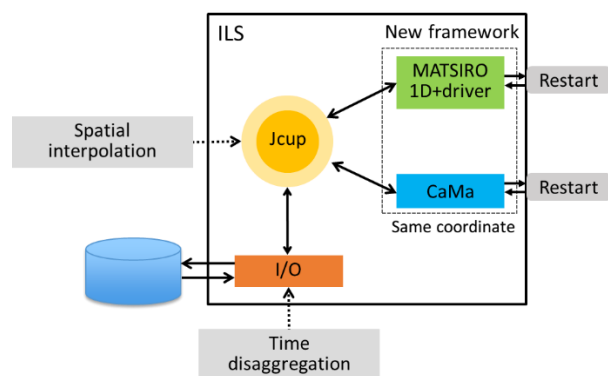 ILS
New framework
MATSIRO
1D+driver
Restart
Spatial
interpolation
Jcup
CaMa
Restart
Same coordinate
I/O
Time
disaggregation